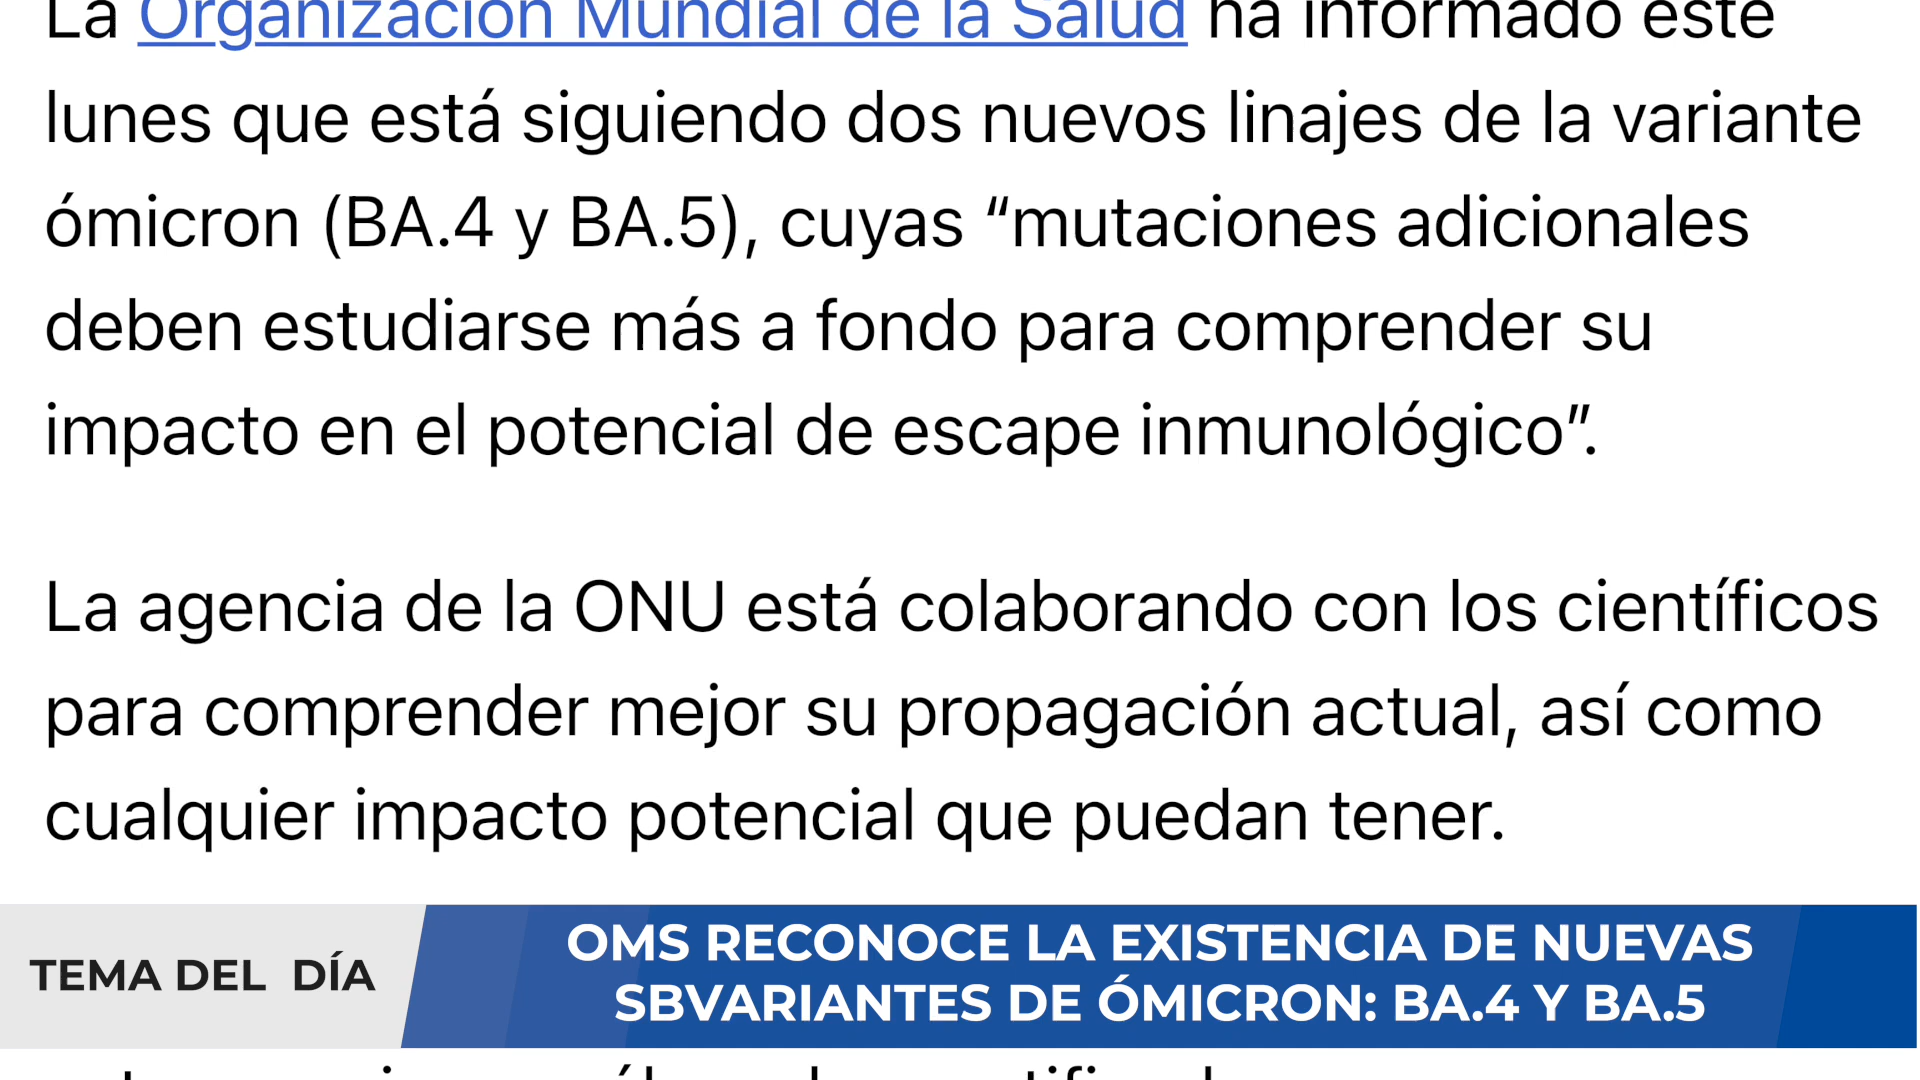 La Organización Mundial de la Salud ha informado este
lunes que está siguiendo dos nuevos linajes de la variante
ómicron (BA.4 y BA.5), cuyas “mutaciones adicionales
deben estudiarse más a fondo para comprender su
impacto en el potencial de escape inmunológico”.
La agencia de la ONU está colaborando con los científicos
para comprender mejor su propagación actual, así como
cualquier impacto potencial que puedan tener.
TEMA DEL DÍA
OMS RECONOCE LA EXISTENCIA DE NUEVAS
SBVARIANTES DE ÓMICRON: BA.4 Y BA.5